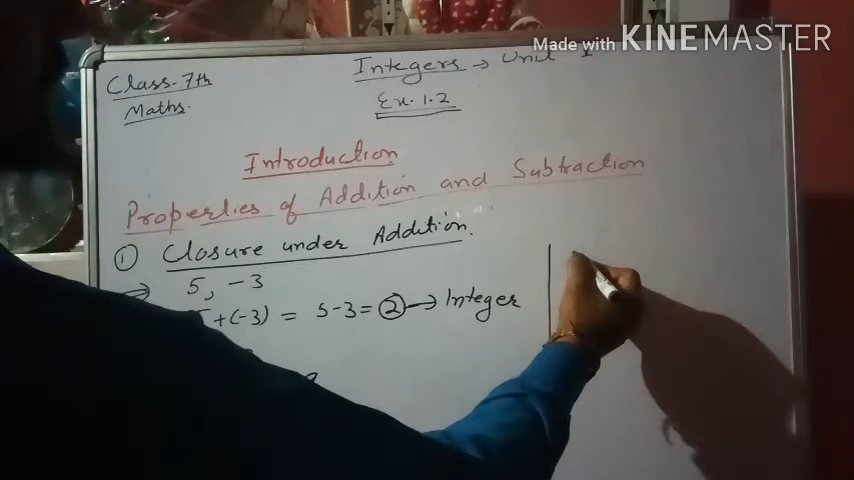 Made with KINEMASTER
Integers → Unit I
Class-7th
Maths.
Ex. 1.2
Introduction
Properties of Addition and Subtraction
① Closure under Addition.
⇒ 5, -3
+(-3) = 5-3=② → Integer